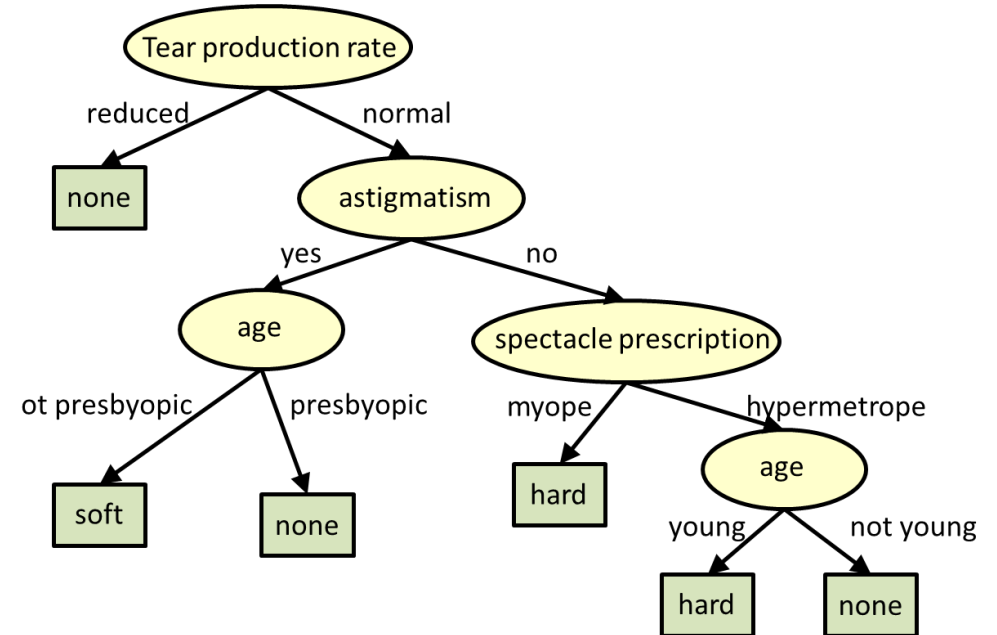 Tear production rate
reduced
normal
none
astigmatism
yes
no
age
spectacle prescription
ot presbyopic
presbyopic
myope
hypermetrope
soft
none
hard
age
young
not young
hard
none